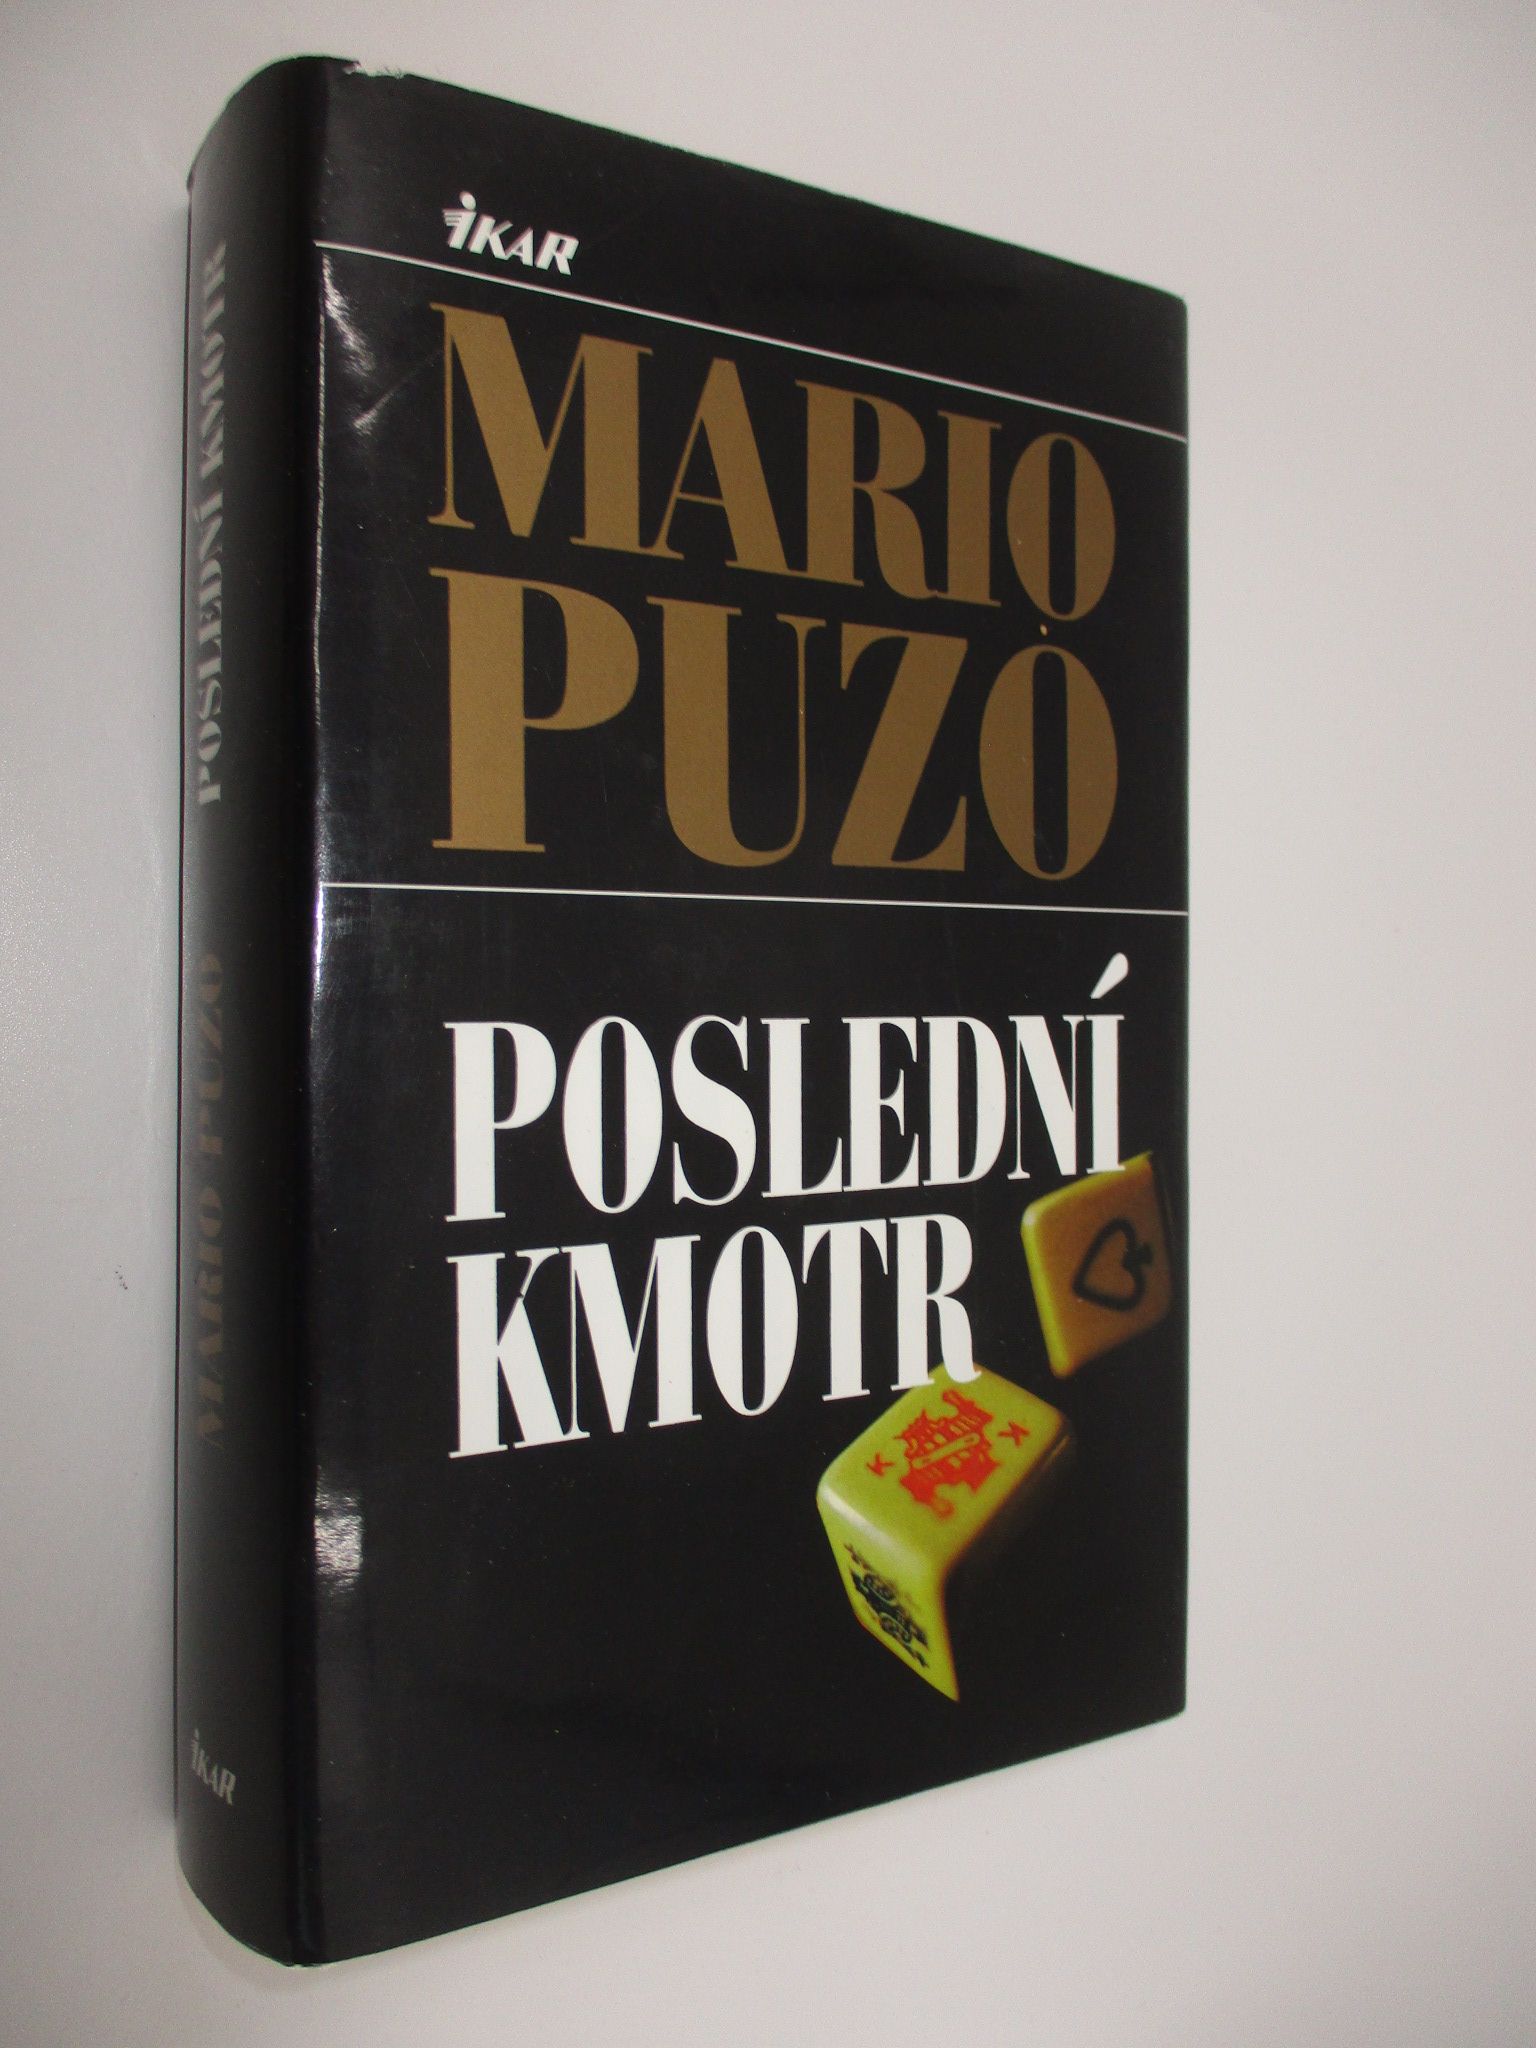 IKAR
MARIO
PUZO
POSLEDNÍ
KMOTR
K K
MARIO PUZO POSLEDNÍ KMOTR
IKAR